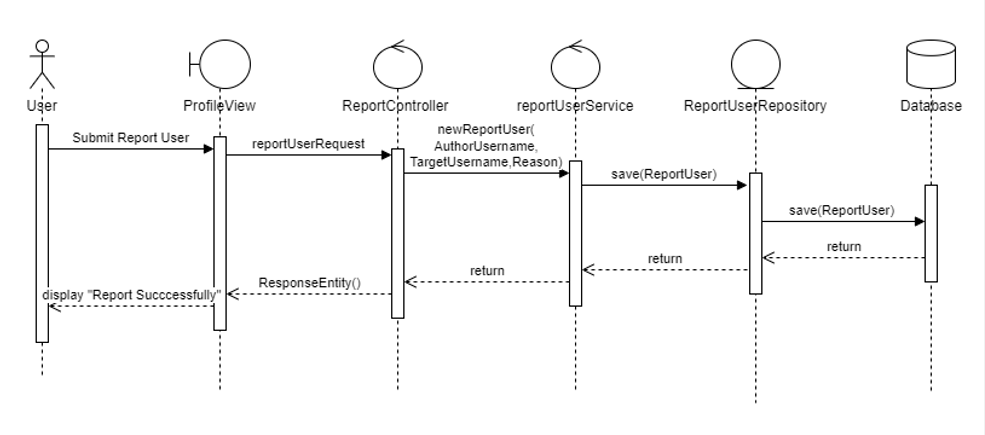 User
ProfileView
ReportController
reportUserService
ReportUserRepository
Database
Submit Report User
reportUserRequest
newReportUser(
AuthorUsername,
TargetUsername,Reason)
save(ReportUser)
save(ReportUser)
return
return
return
ResponseEntity()
display "Report Succcessfully"